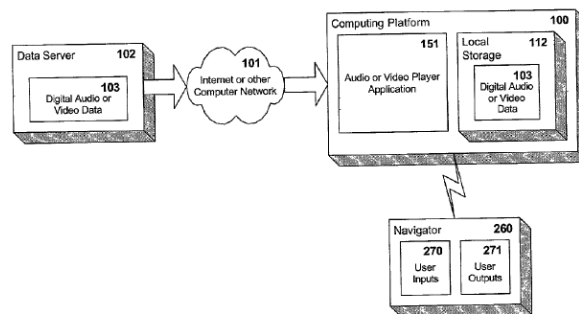 Data Server 102
103
Digital Audio or
Video Data
101
Internet or other
Computer Network
Computing Platform 100
151
Audio or Video Player
Application
Local 112
Storage
103
Digital Audio
or Video
Data
Navigator 260
270
User
Inputs
271
User
Outputs